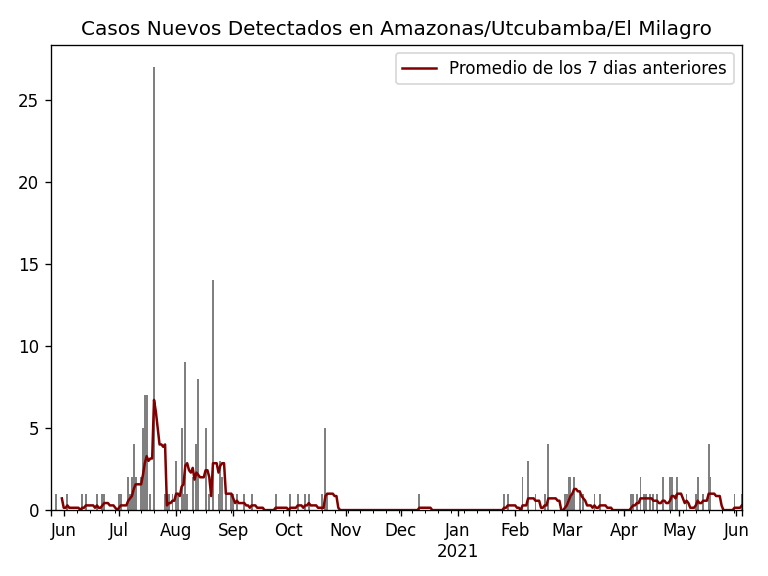 Casos Nuevos Detectados en Amazonas/Utcubamba/El Milagro
Promedio de los 7 dias anteriores
25
20
15
10
5
0
Jun Jul Aug Sep Oct Nov Dec Jan Feb Mar Apr May Jun
2021